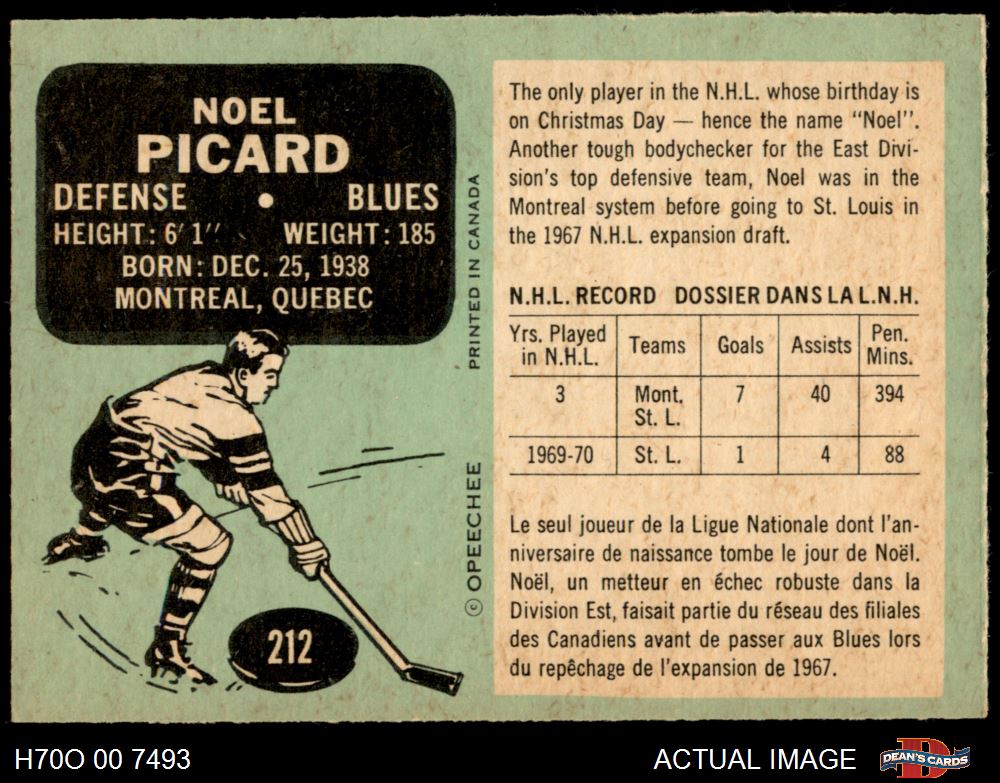 NOEL
PICARD
DEFENSE • BLUES
HEIGHT: 6' 1" WEIGHT: 185
BORN: DEC. 25, 1938
MONTREAL, QUEBEC
212
© OPEECHEE PRINTED IN CANADA
The only player in the N.H.L. whose birthday is
on Christmas Day — hence the name "Noel".
Another tough bodychecker for the East Divi-
sion's top defensive team, Noel was in the
Montreal system before going to St. Louis in
the 1967 N.H.L. expansion draft.
N.H.L. RECORD DOSSIER DANS LA L.N.H.
Yrs. Played in N.H.L. Teams Goals Assists Pen. Mins.
3 Mont. St. L. 7 40 394
1969-70 St. L. 1 4 88
Le seul joueur de la Ligue Nationale dont l'an-
niversaire de naissance tombe le jour de Noël.
Noël, un metteur en échec robuste dans la
Division Est, faisait partie du réseau des filiales
des Canadiens avant de passer aux Blues lors
du repêchage de l'expansion de 1967.
H70O 00 7493 ACTUAL IMAGE DEAN'S CARDS